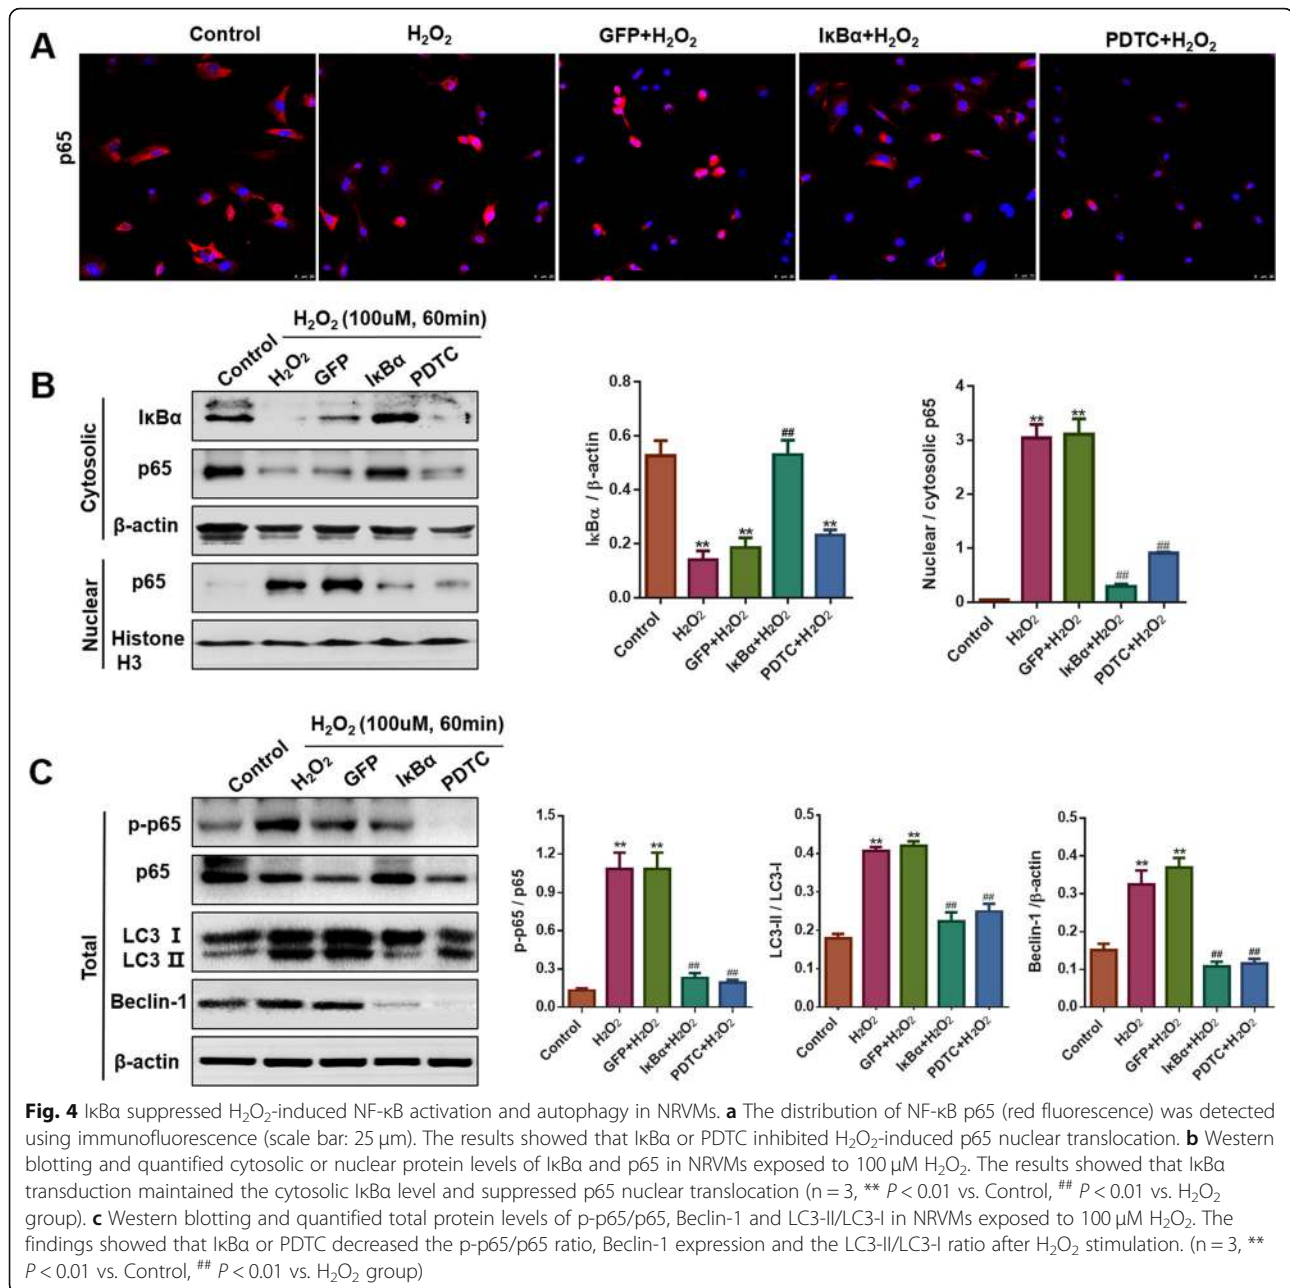 A
Control
H₂O₂
GFP+H₂O₂
IκBα+H₂O₂
PDTC+H₂O₂
p65
B
H₂O₂ (100uM, 60min)
Control
H₂O₂
GFP
IκBα
PDTC
Cytosolic
IκBα
p65
β-actin
Nuclear
p65
Histone
H3
IκBα / β-actin
0.8
0.6
0.4
0.2
0.0
**
**
##
**
Control
H₂O₂
GFP+H₂O₂
IκBα+H₂O₂
PDTC+H₂O₂
Nuclear / cytosolic p65
4
3
2
1
0
**
**
##
##
Control
H₂O₂
GFP+H₂O₂
IκBα+H₂O₂
PDTC+H₂O₂
C
H₂O₂ (100uM, 60min)
Control
H₂O₂
GFP
IκBα
PDTC
Total
p-p65
p65
LC3 I
LC3 II
Beclin-1
β-actin
p-p65 / p65
1.5
1.2
0.9
0.6
0.3
0.0
**
**
##
##
Control
H₂O₂
GFP+H₂O₂
IκBα+H₂O₂
PDTC+H₂O₂
LC3-II / LC3-I
0.5
0.4
0.3
0.2
0.1
0.0
**
**
##
##
Control
H₂O₂
GFP+H₂O₂
IκBα+H₂O₂
PDTC+H₂O₂
Beclin-1 /β-actin
0.5
0.4
0.3
0.2
0.1
0.0
**
**
##
##
Control
H₂O₂
GFP+H₂O₂
IκBα+H₂O₂
PDTC+H₂O₂
Fig. 4 IκBα suppressed H₂O₂-induced NF-κB activation and autophagy in NRVMs. a The distribution of NF-κB p65 (red fluorescence) was detected
using immunofluorescence (scale bar: 25 μm). The results showed that IκBα or PDTC inhibited H₂O₂-induced p65 nuclear translocation. b Western
blotting and quantified cytosolic or nuclear protein levels of IκBα and p65 in NRVMs exposed to 100 μM H₂O₂. The results showed that IκBα
transduction maintained the cytosolic IκBα level and suppressed p65 nuclear translocation (n = 3, ** P < 0.01 vs. Control, ## P < 0.01 vs. H₂O₂
group). c Western blotting and quantified total protein levels of p-p65/p65, Beclin-1 and LC3-II/LC3-I in NRVMs exposed to 100 μM H₂O₂. The
findings showed that IκBα or PDTC decreased the p-p65/p65 ratio, Beclin-1 expression and the LC3-II/LC3-I ratio after H₂O₂ stimulation. (n = 3, **
P < 0.01 vs. Control, ## P < 0.01 vs. H₂O₂ group)